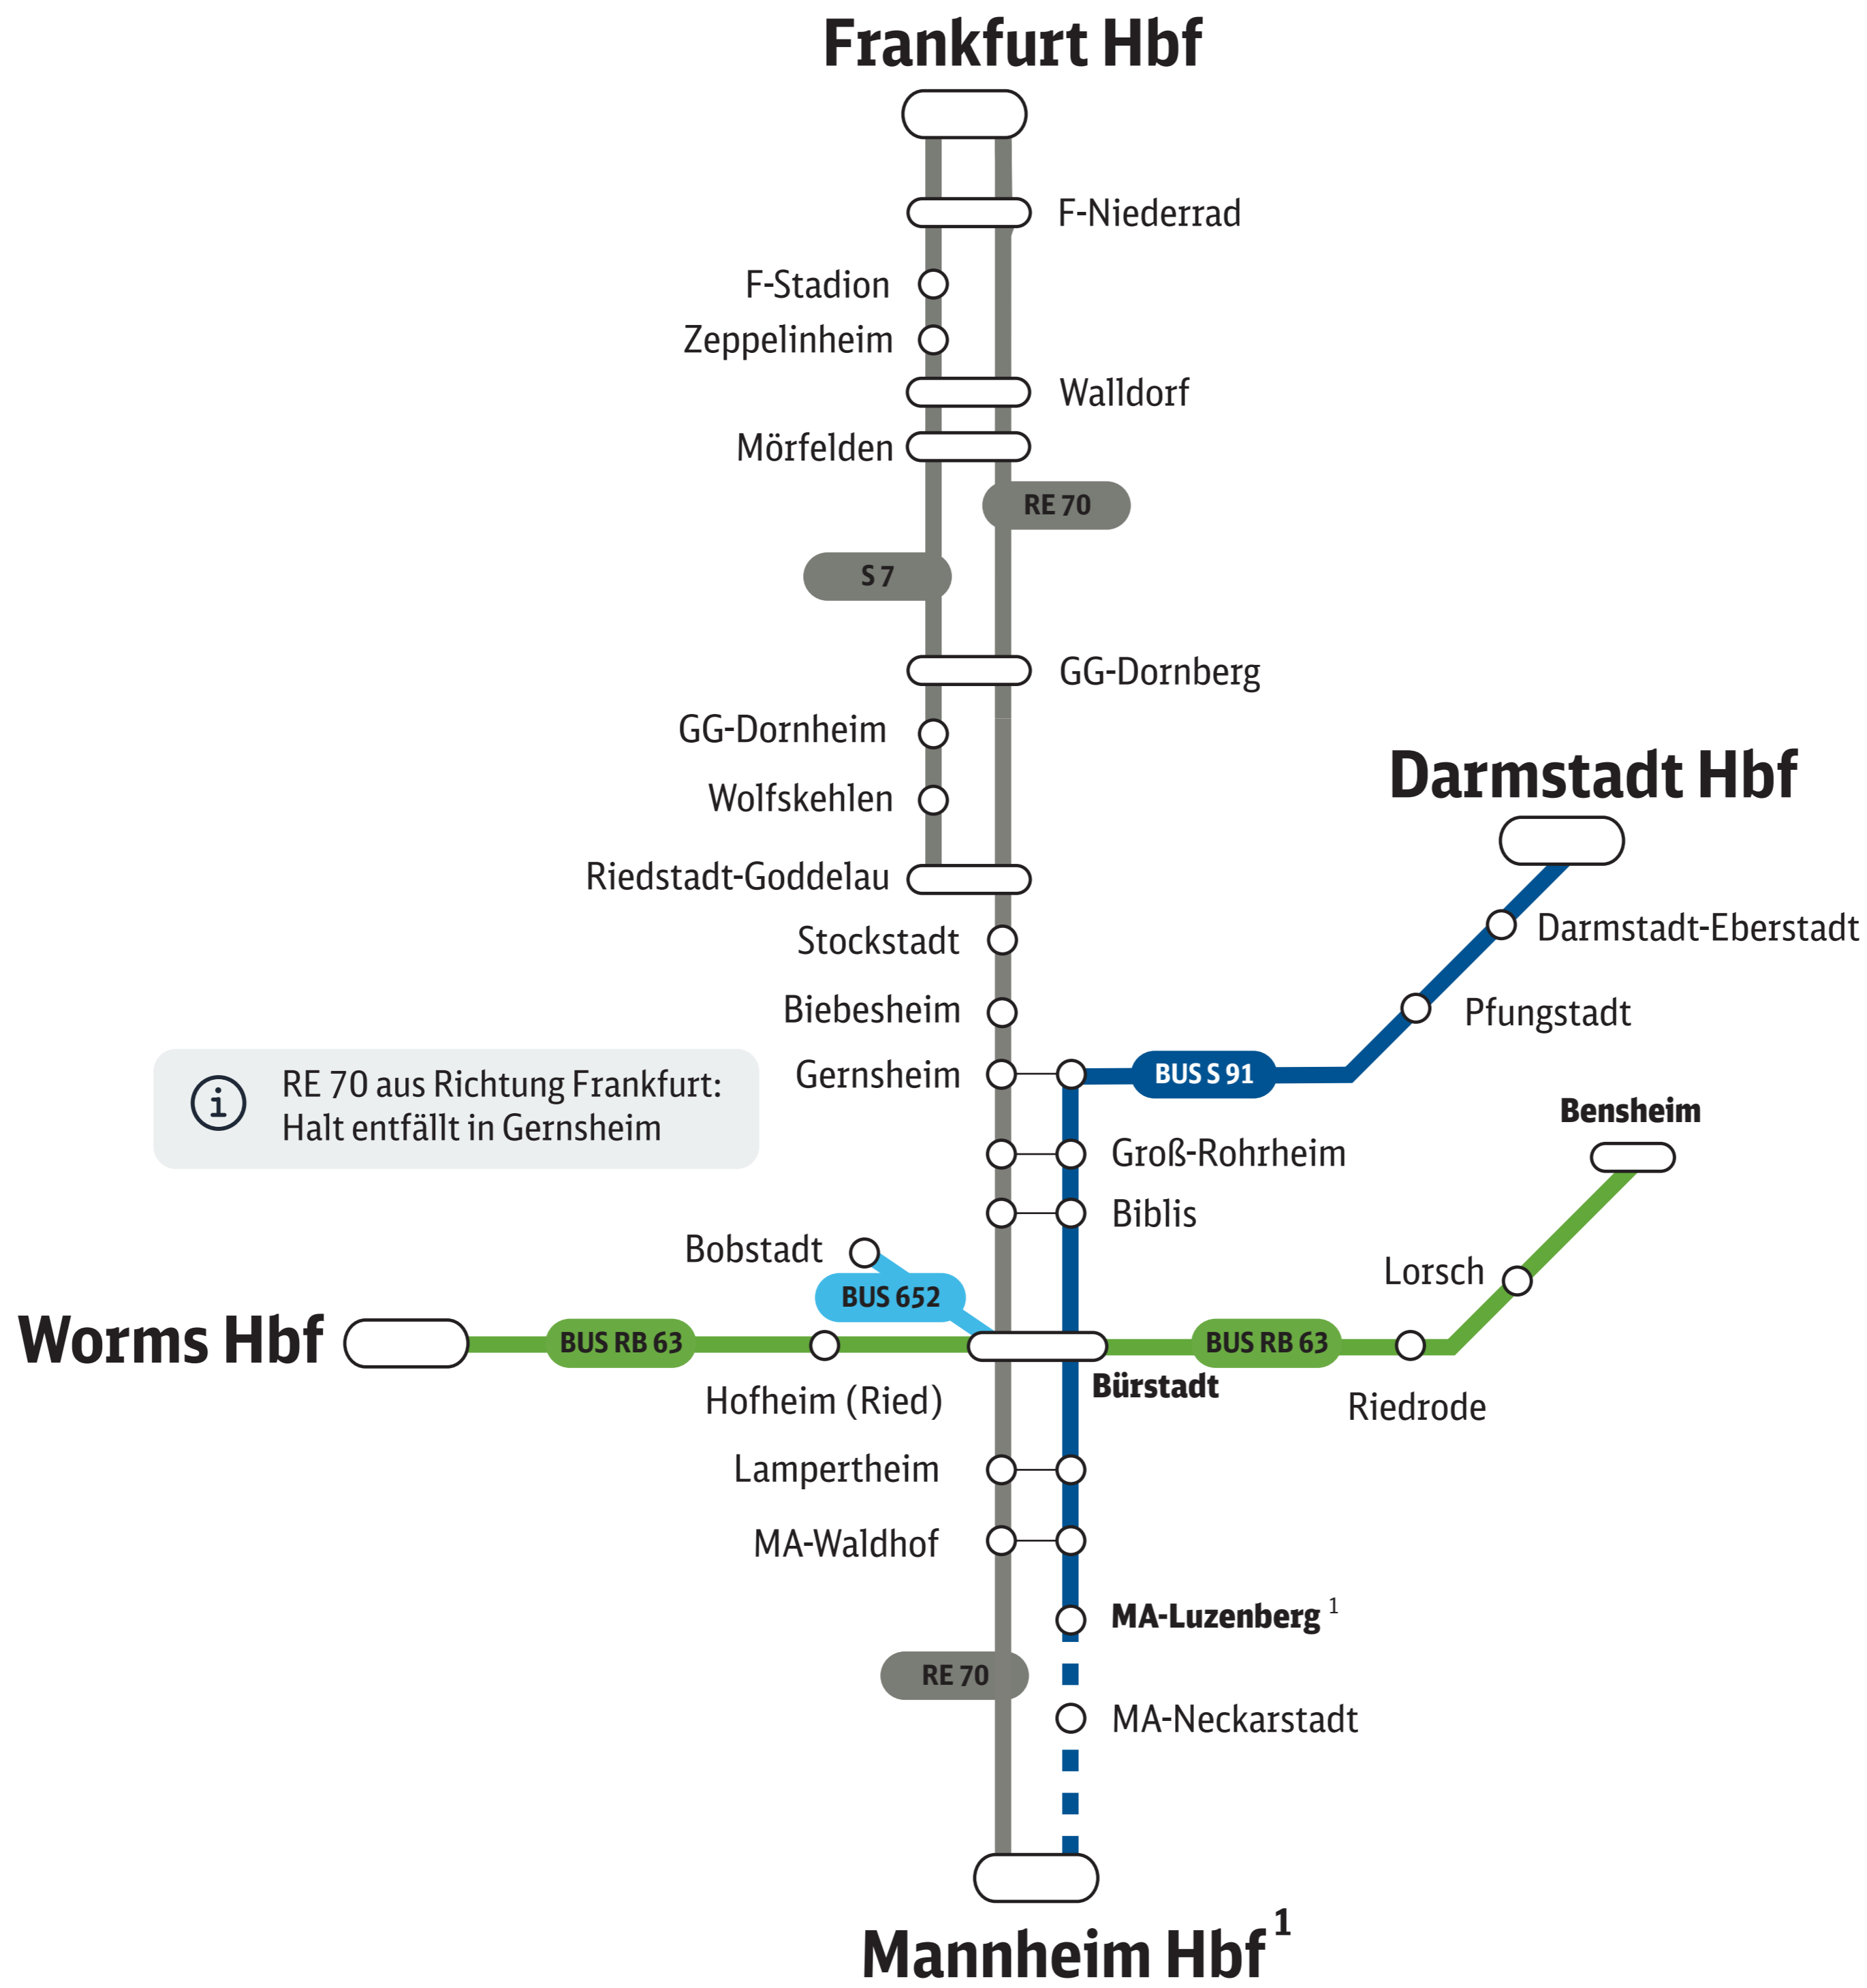 Frankfurt Hbf
F-Niederrad
F-Stadion
Zeppelinheim
Walldorf
Mörfelden
RE 70
S 7
GG-Dornberg
GG-Dornheim
Wolfskehlen
Darmstadt Hbf
Riedstadt-Goddelau
Darmstadt-Eberstadt
Stockstadt
Biebesheim
Pfungstadt
Gernsheim
BUS S 91
RE 70 aus Richtung Frankfurt:
Halt entfällt in Gernsheim
Bensheim
Groß-Rohrheim
Biblis
Bobstadt
Lorsch
BUS 652
Worms Hbf
BUS RB 63
BUS RB 63
Bürstadt
Hofheim (Ried)
Riedrode
Lampertheim
MA-Waldhof
MA-Luzenberg 1
RE 70
MA-Neckarstadt
Mannheim Hbf 1